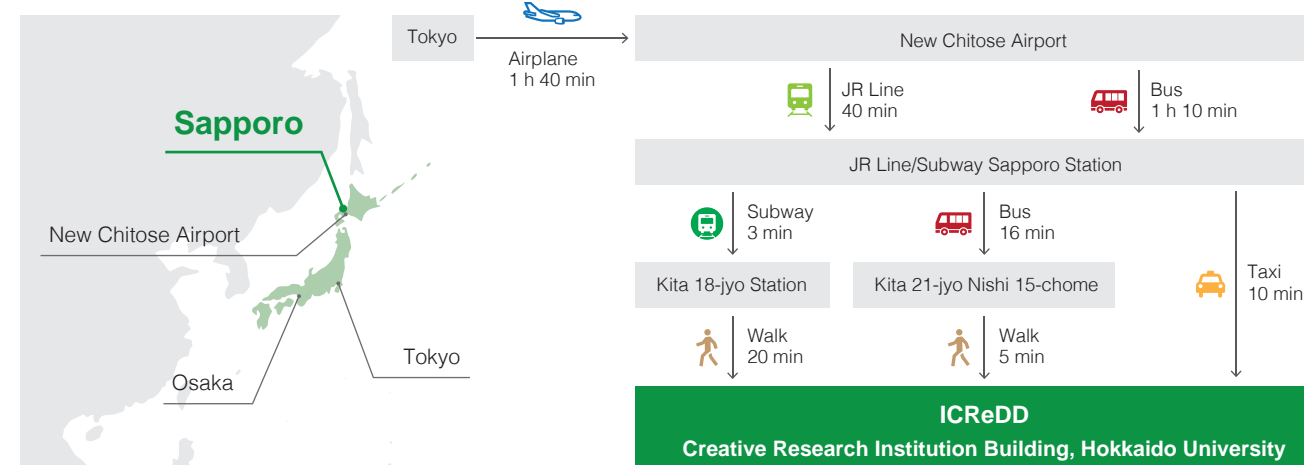 Sapporo
New Chitose Airport
Osaka
Tokyo
Tokyo
Airplane
1 h 40 min
New Chitose Airport
JR Line
40 min
Bus
1 h 10 min
JR Line/Subway Sapporo Station
Subway
3 min
Bus
16 min
Taxi
10 min
Kita 18-jyo Station
Kita 21-jyo Nishi 15-chome
Walk
20 min
Walk
5 min
ICReDD
Creative Research Institution Building, Hokkaido University